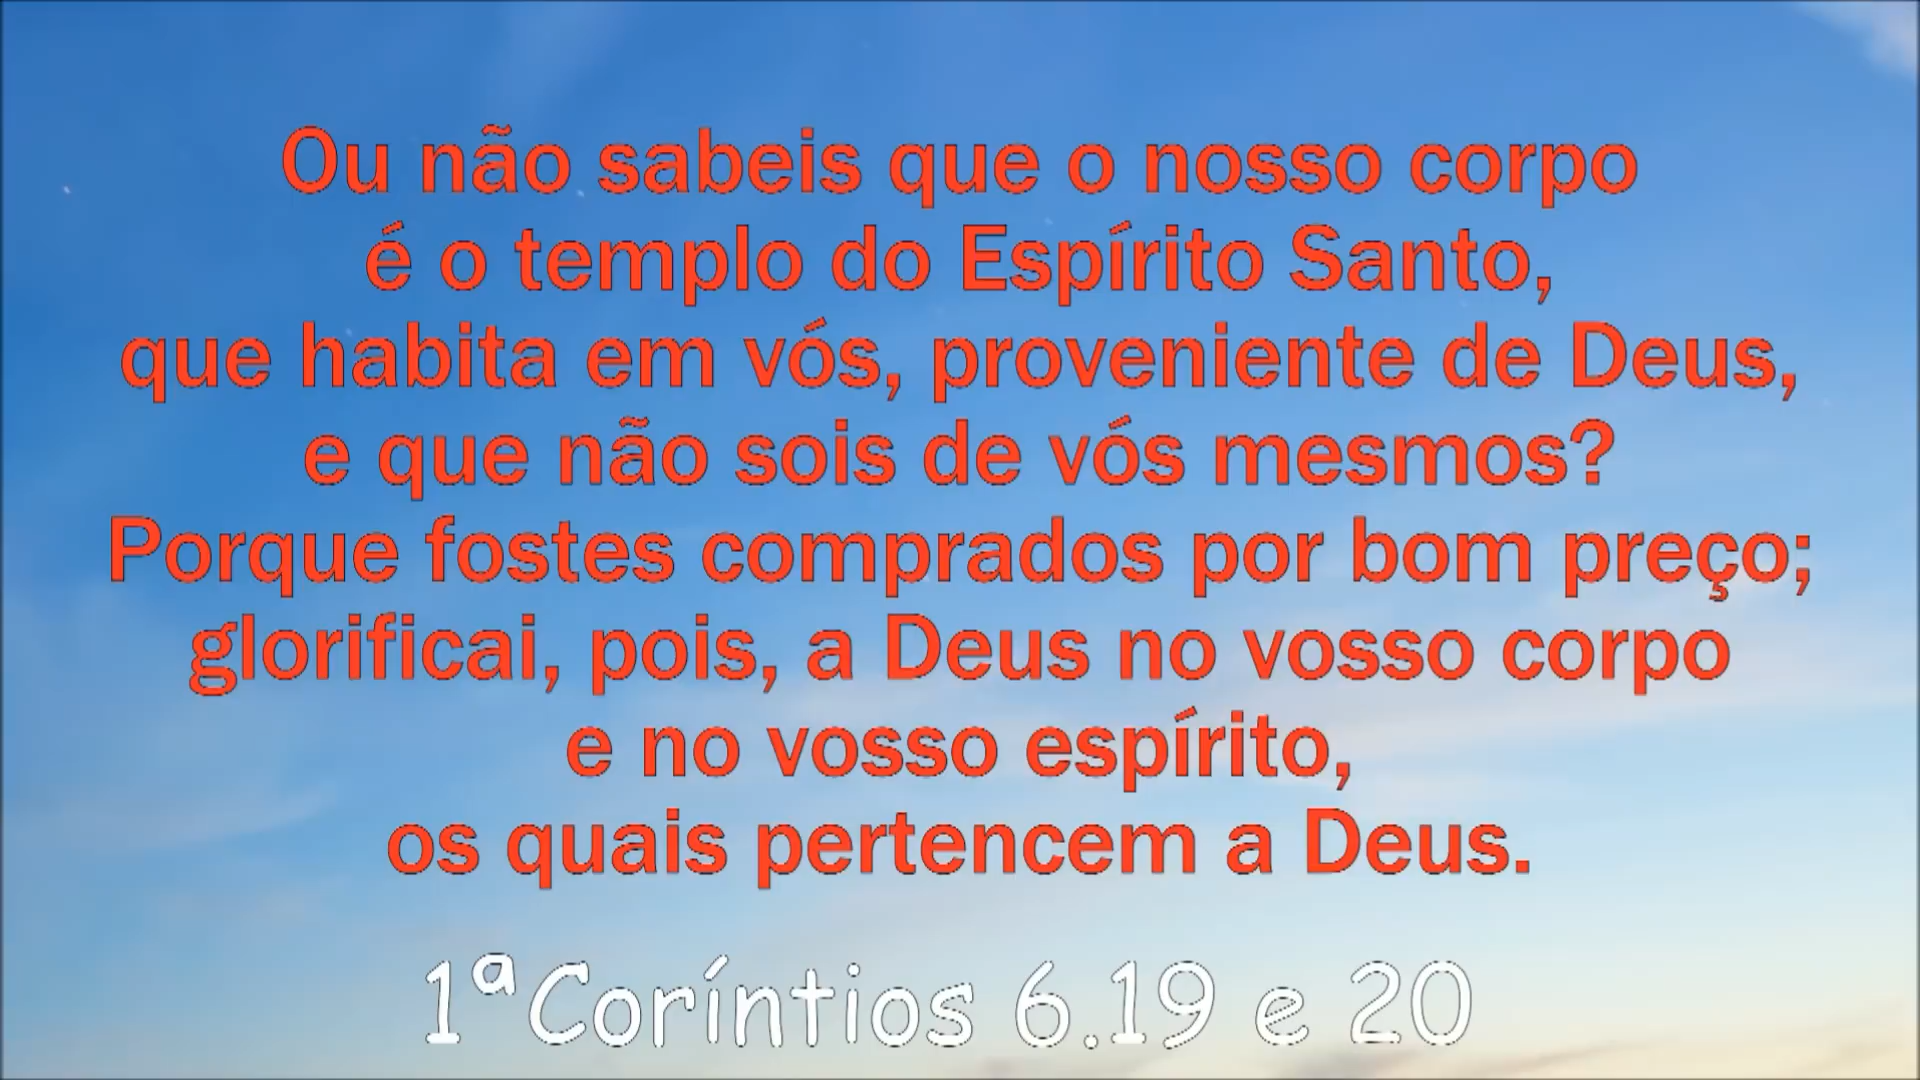 Ou não sabeis que o nosso corpo
é o templo do Espírito Santo,
que habita em vós, proveniente de Deus,
e que não sois de vós mesmos?
Porque fostes comprados por bom preço;
glorificai, pois, a Deus no vosso corpo
e no vosso espírito,
os quais pertencem a Deus.
1ªCoríntios 6.19 e 20